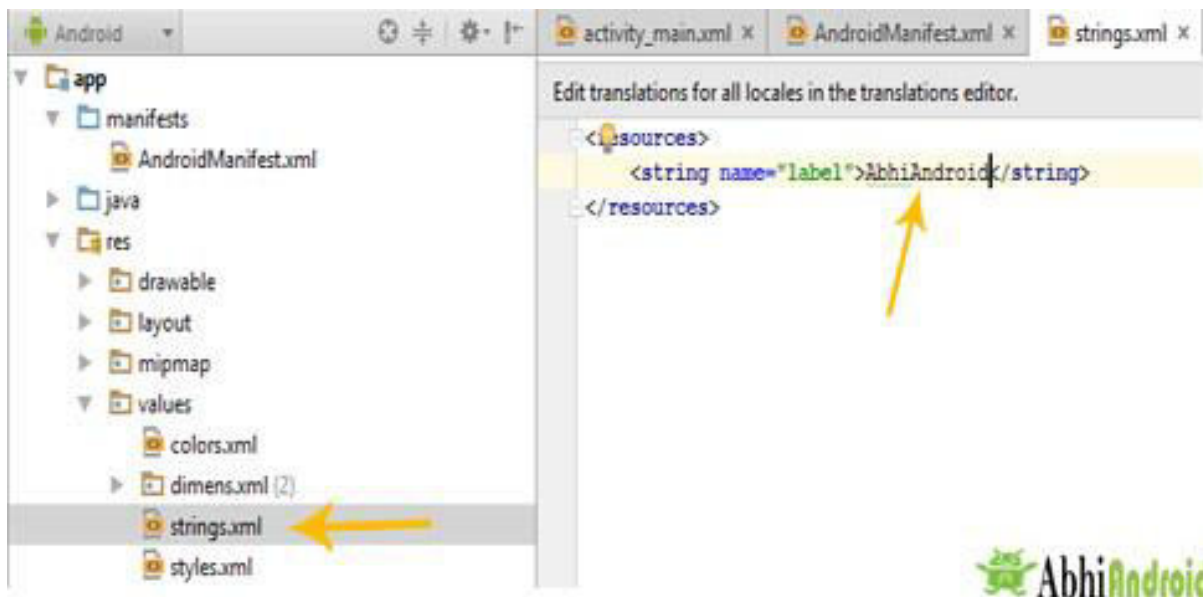 Android
activity_main.xml × AndroidManifest.xml × strings.xml ×
app
manifests
AndroidManifest.xml
java
res
drawable
layout
mipmap
values
colors.xml
dimens.xml (2)
strings.xml
styles.xml
Edit translations for all locales in the translations editor.
<resources>
<string name="label">AbhiAndroid</string>
</resources>
AbhiAndroid